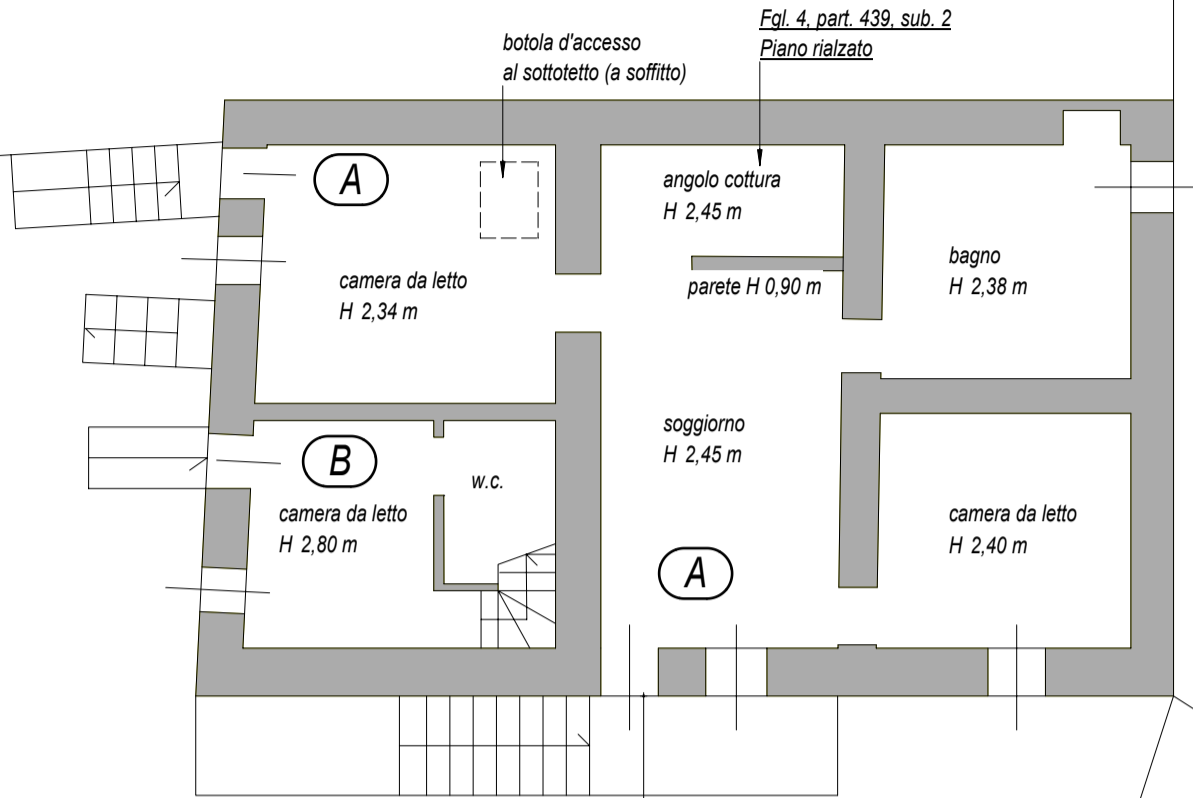 Fgl. 4, part. 439, sub. 2
Piano rialzato
botola d'accesso
al sottotetto (a soffitto)
A
camera da letto
H 2,34 m
angolo cottura
H 2,45 m
parete H 0,90 m
bagno
H 2,38 m
soggiorno
H 2,45 m
B
camera da letto
H 2,80 m
w.c.
A
camera da letto
H 2,40 m